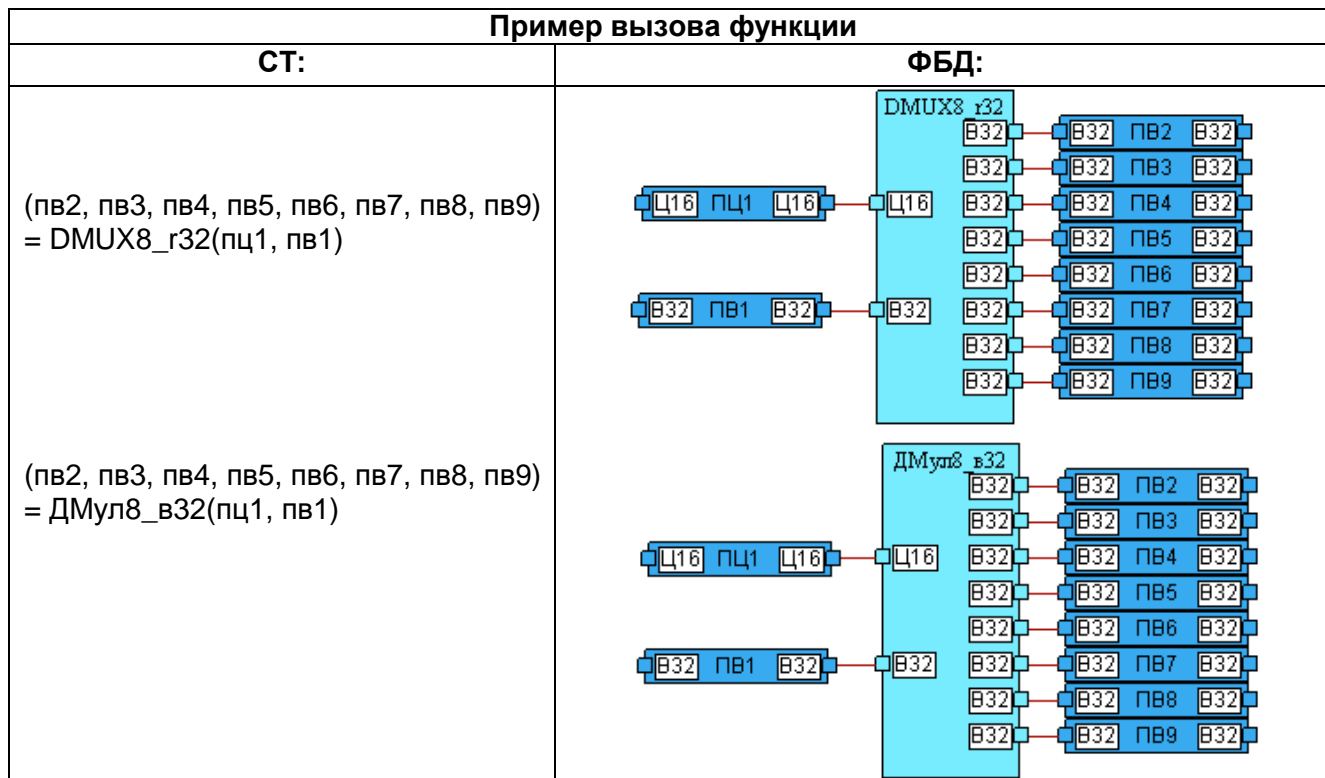 Пример вызова функции
СТ:
ФБД:
(пв2, пв3, пв4, пв5, пв6, пв7, пв8, пв9)
= DMUX8_r32(пц1, пв1)
DMUX8_r32
В32 В32 ПВ2 В32
В32 В32 ПВ3 В32
Ц16 ПЦ1 Ц16 Ц16 В32 В32 ПВ4 В32
В32 В32 ПВ5 В32
В32 В32 ПВ6 В32
В32 ПВ1 В32 В32 В32 В32 ПВ7 В32
В32 В32 ПВ8 В32
В32 В32 ПВ9 В32
(пв2, пв3, пв4, пв5, пв6, пв7, пв8, пв9)
= ДМул8_в32(пц1, пв1)
ДМул8_в32
В32 В32 ПВ2 В32
В32 В32 ПВ3 В32
Ц16 ПЦ1 Ц16 Ц16 В32 В32 ПВ4 В32
В32 В32 ПВ5 В32
В32 В32 ПВ6 В32
В32 ПВ1 В32 В32 В32 В32 ПВ7 В32
В32 В32 ПВ8 В32
В32 В32 ПВ9 В32